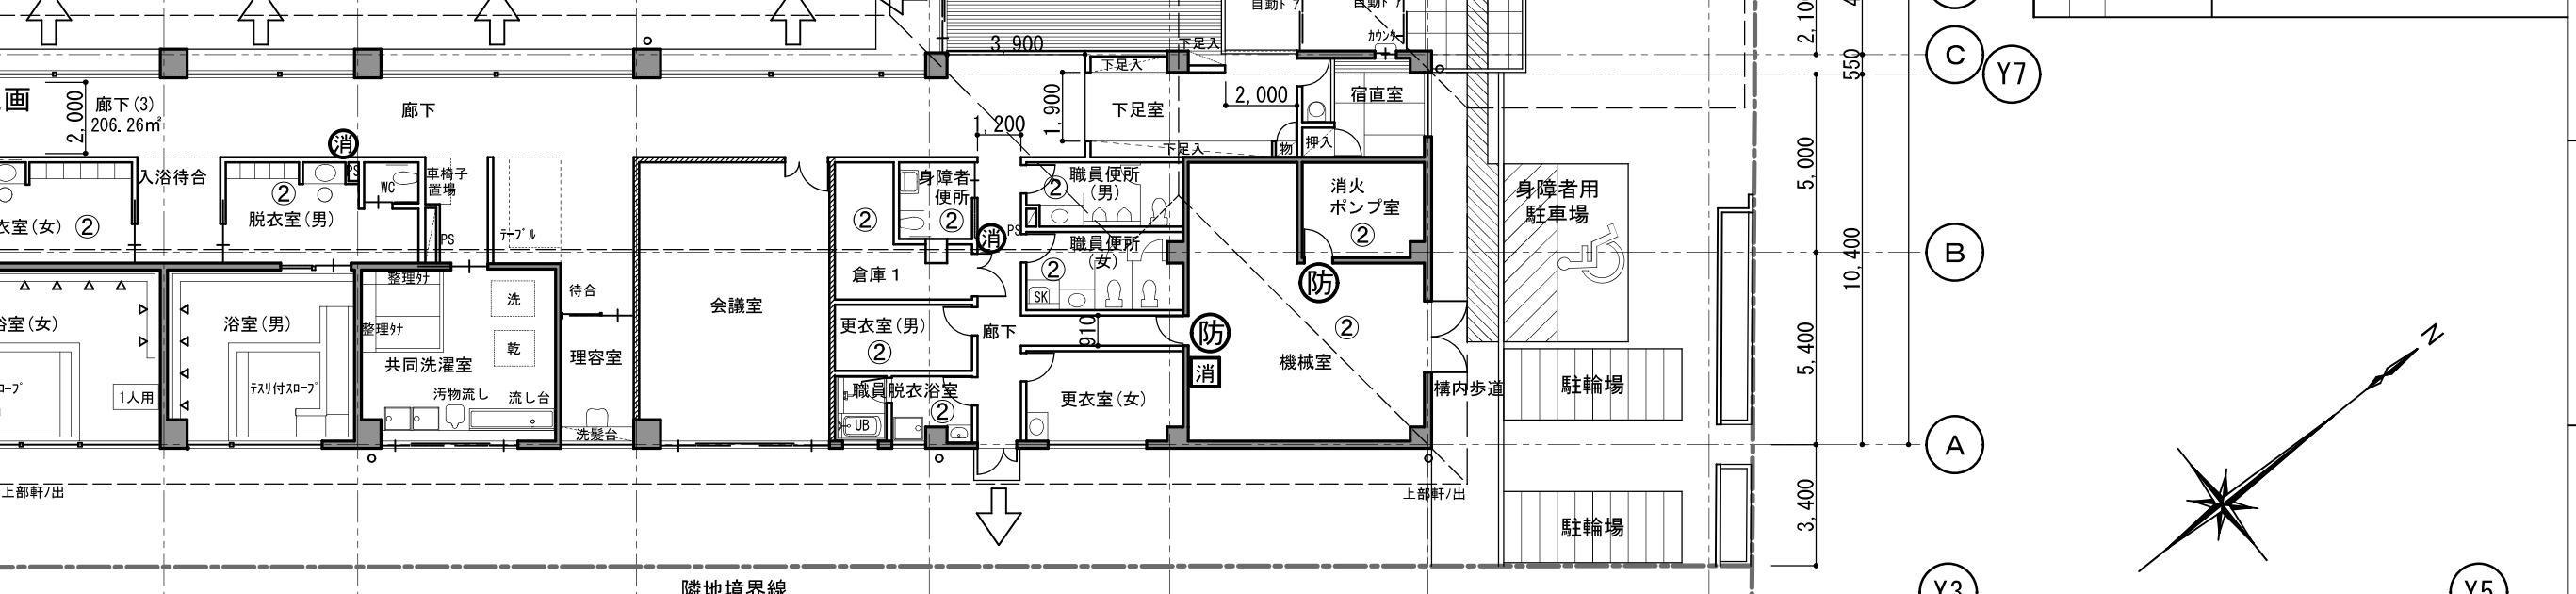 自動ドア
自動ドア
カウンター
2,100
550
C
Y7
3,900
下足入
下足入
画
2,000
廊下(3)
206.26㎡
廊下
消
1,200
1,900
下足室
2,000
宿直室
押入
物
下足入
5,000
入浴待合
脱衣室(男)
②
PS
WC
車椅子
置場
PS
テーブル
衣室(女)
②
②
倉庫1
身障者
便所
②
消
PS
職員便所
(男)
②
職員便所
(女)
②
SK
消火
ポンプ室
②
防
身障者用
駐車場
B
10,400
浴室(女)
浴室(男)
ロープ
1人用
テスリ付スロープ
整理タナ
整理タナ
洗
乾
共同洗濯室
汚物流し
流し台
待合
理容室
洗髪台
会議室
更衣室(男)
②
廊下
910
防
消
②
機械室
職員脱衣浴室
②
UB
更衣室(女)
構内歩道
駐輪場
5,400
A
N
上部軒ノ出
上部軒ノ出
駐輪場
3,400
隣地境界線
Y3
Y5